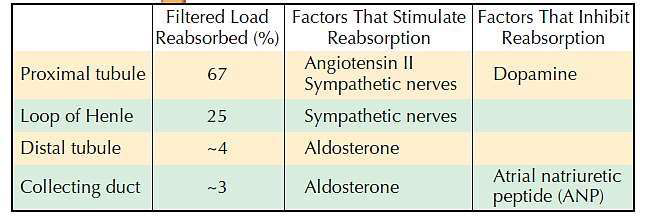 Filtered Load Reabsorbed (%) Factors That Stimulate Reabsorption Factors That Inhibit Reabsorption
Proximal tubule 67 Angiotensin II Sympathetic nerves Dopamine
Loop of Henle 25 Sympathetic nerves
Distal tubule ~4 Aldosterone
Collecting duct ~3 Aldosterone Atrial natriuretic peptide (ANP)